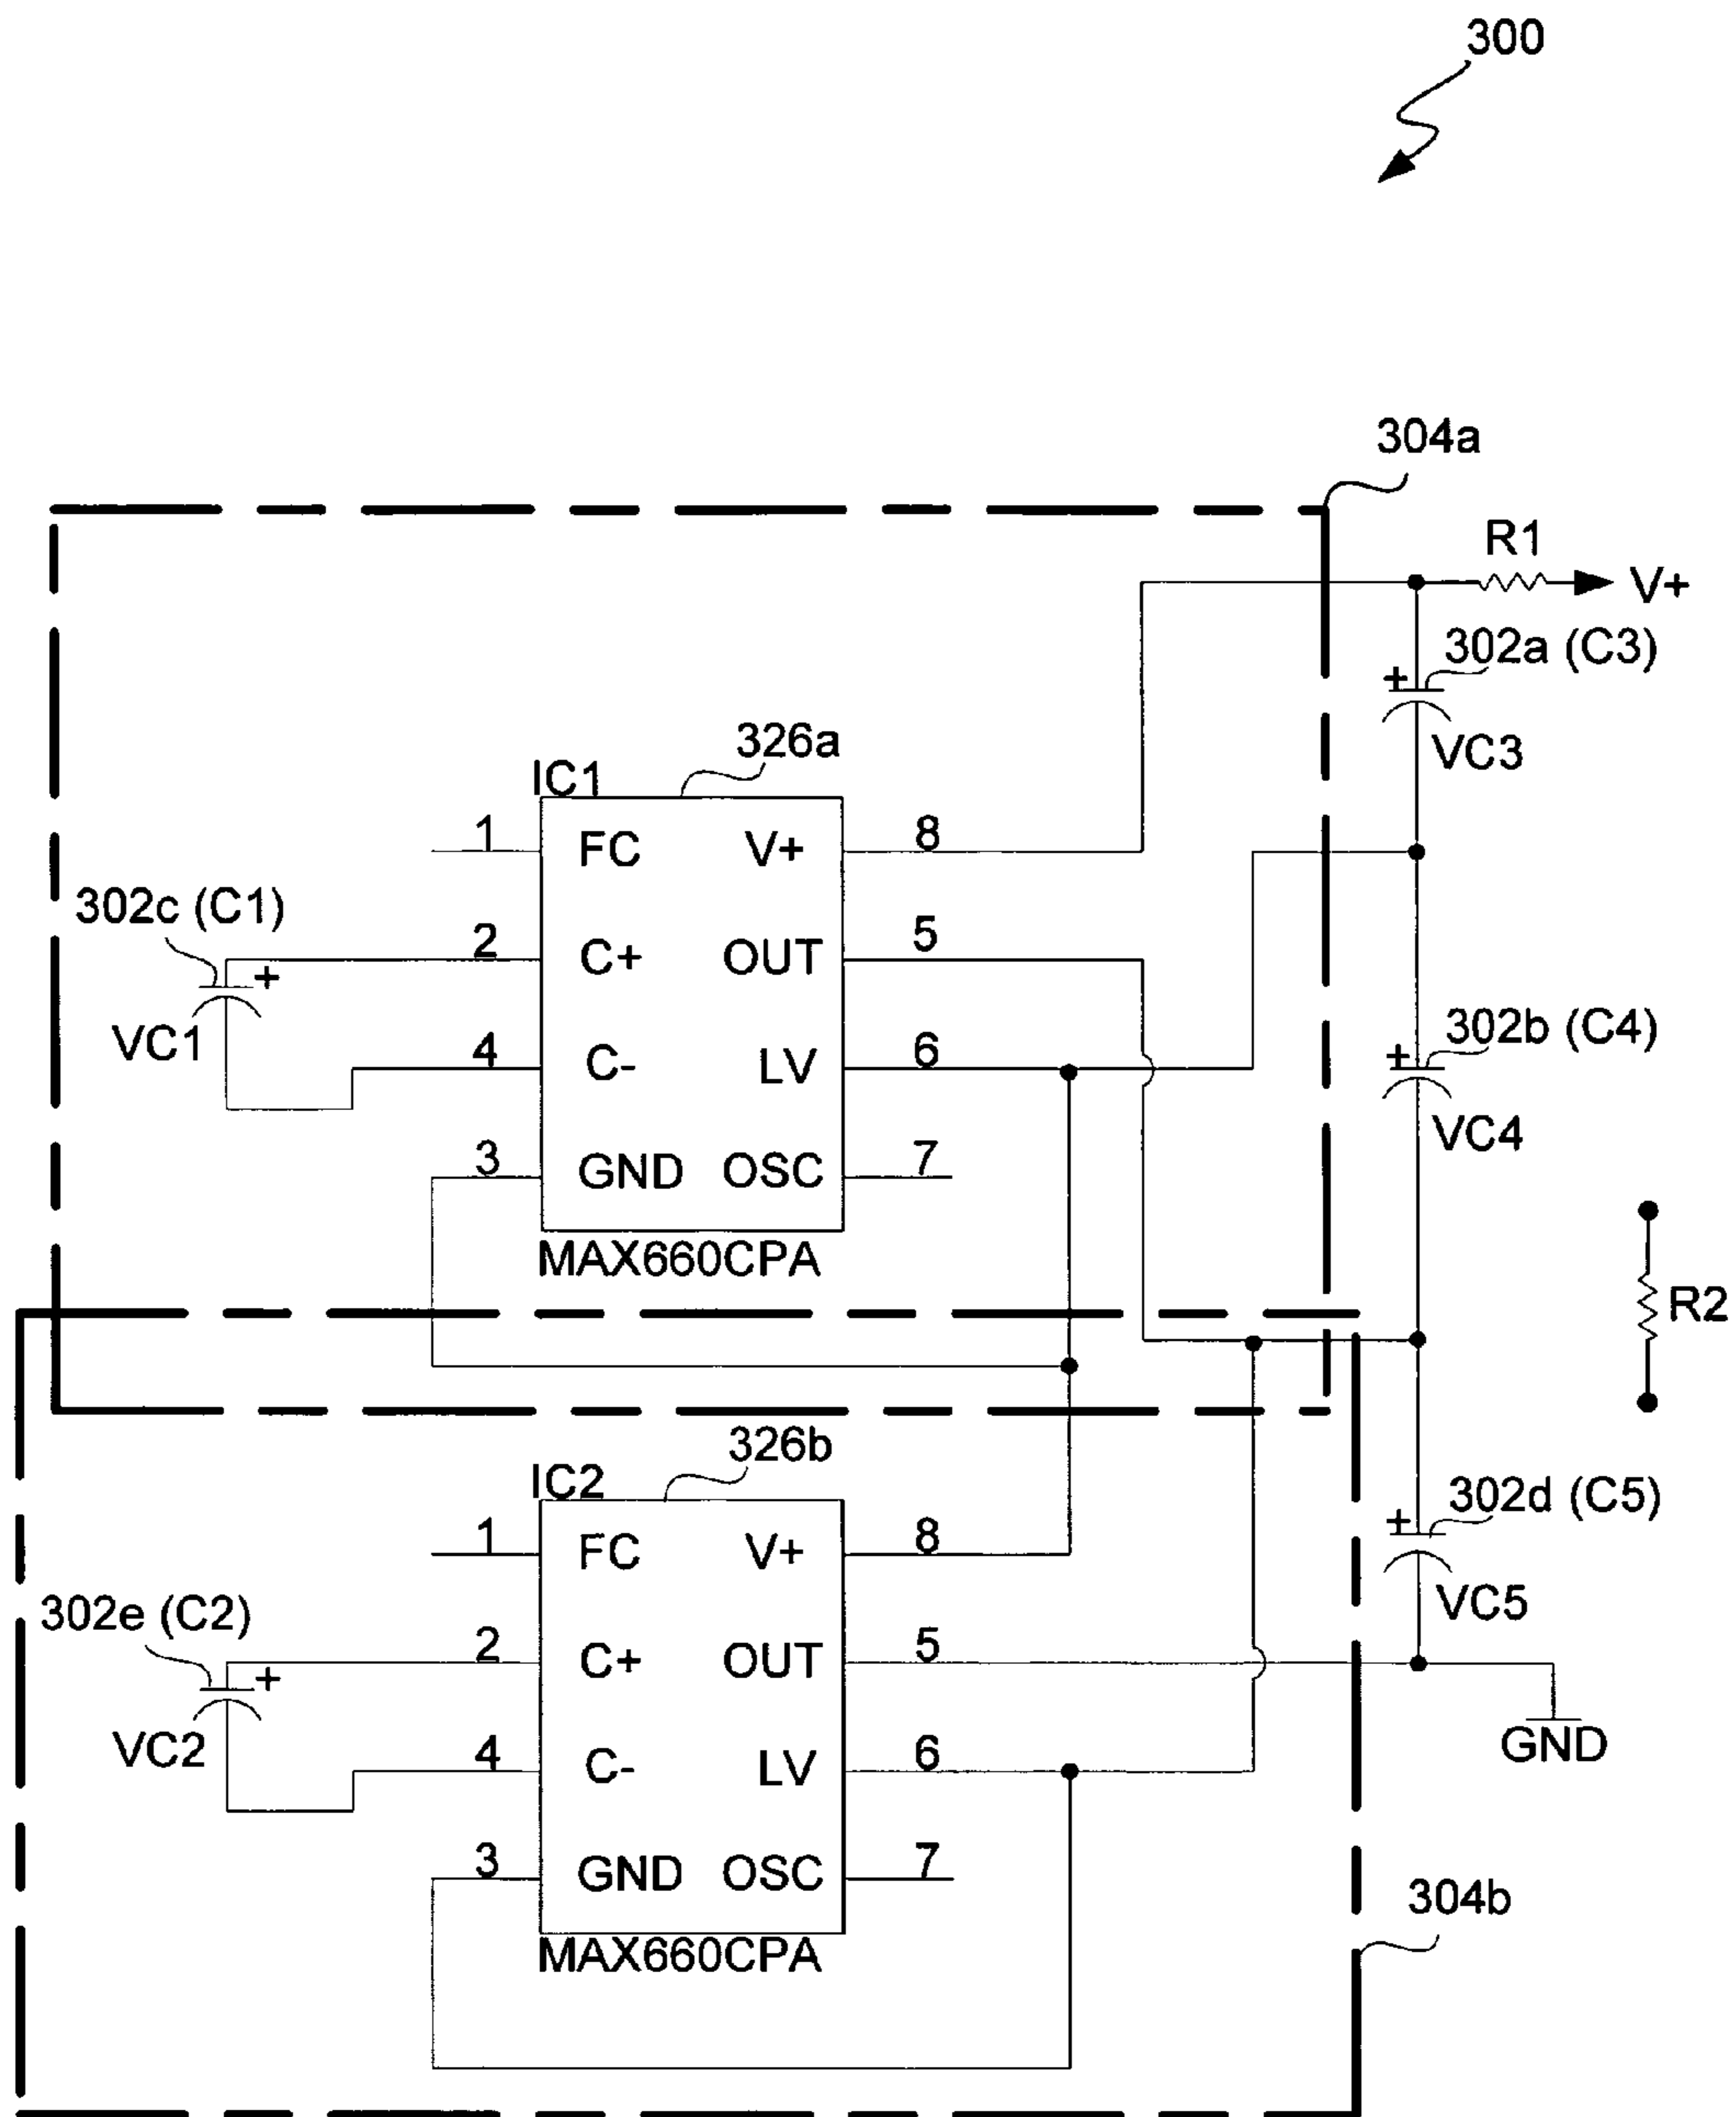 300
304a
R1
V+
302a (C3)
VC3
326a
IC1
1
FC
V+
8
302c (C1)
2
C+
OUT
5
VC1
4
C-
LV
6
302b (C4)
VC4
3
GND
OSC
7
MAX660CPA
R2
326b
IC2
1
FC
V+
8
302d (C5)
VC5
302e (C2)
2
C+
OUT
5
VC2
4
C-
LV
6
GND
3
GND
OSC
7
304b
MAX660CPA